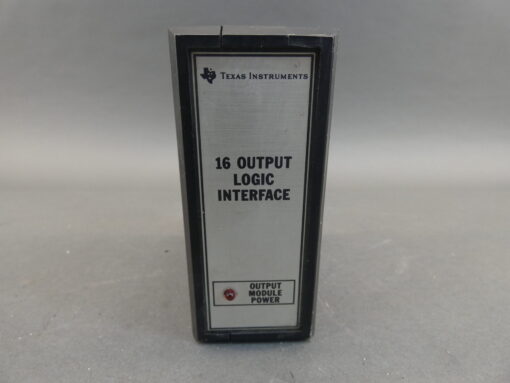 TEXAS INSTRUMENTS
16 OUTPUT
LOGIC
INTERFACE
OUTPUT
MODULE
POWER